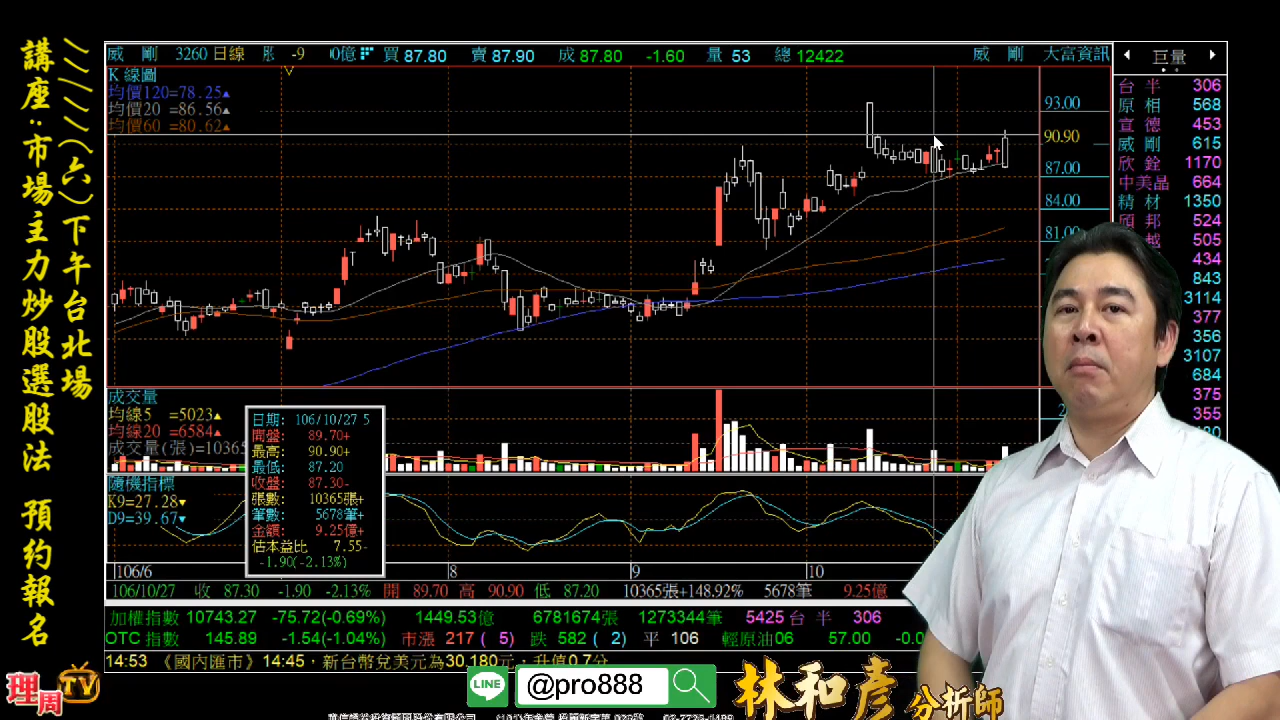 講座：市場主力炒股選股法 預約報名
(六)下午台北場
威 剛 3260 日線 -9 買 87.80 賣 87.90 成 87.80 -1.60 量 53 總 12422 威 剛 大富資訊
巨量
K 線圖
均價120=78.25
均價20 =86.56
均價60 =80.62
93.00
90.90
87.00
84.00
81.00
台 半 306
原 相 568
宣 德 453
威 剛 615
欣 銓 1170
中美晶 664
精 材 1350
頎 邦 524
越 505
434
843
3114
377
356
3107
684
375
355
成交量
均線5 =5023
均線20 =6584
成交量(張)=10365
隨機指標
K9=27.28
D9=39.67
日期: 106/10/27 5
開盤: 89.70+
最高: 90.90+
最低: 87.20
收盤: 87.30-
張數: 10365張+
筆數: 5678筆+
金額: 9.25億+
估本益比 7.55-
-1.90(-2.13%)
106/6 8 9 10
106/10/27 收 87.30 -1.90 -2.13% 開 89.70 高 90.90 低 87.20 10365張+148.92% 5678筆 9.25億
加權指數 10743.27 -75.72(-0.69%) 1449.53億 6781674張 1273344筆 5425 台 半 306
OTC 指數 145.89 -1.54(-1.04%) 市漲 217 ( 5) 跌 582 ( 2) 平 106 輕原油06 57.00 -0.
14:53 《國內匯市》14:45，新台幣兌美元為30.180元，升值0.7分
理周TV
LINE @pro888
林和彥 分析師